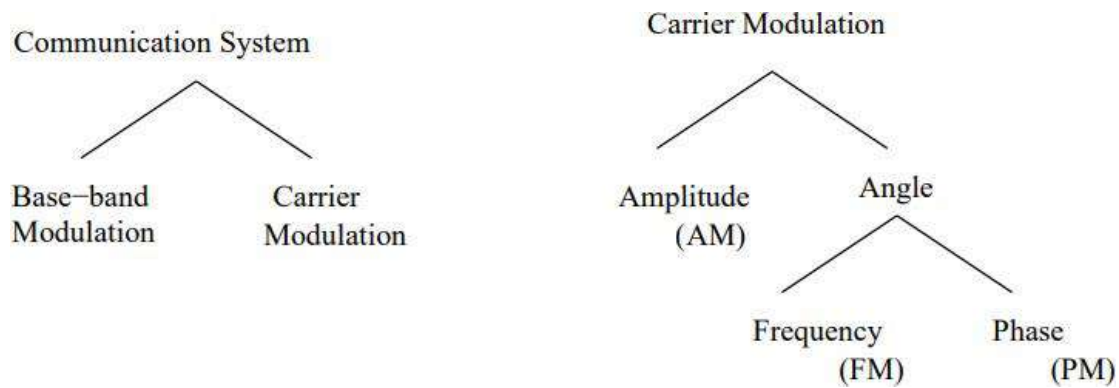 Communication System
Base−band
Modulation
Carrier
Modulation
Carrier Modulation
Amplitude
(AM)
Angle
Frequency
(FM)
Phase
(PM)